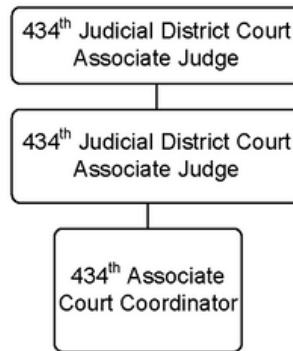 434th Judicial District Court
Associate Judge
434th Judicial District Court
Associate Judge
434th Associate
Court Coordinator